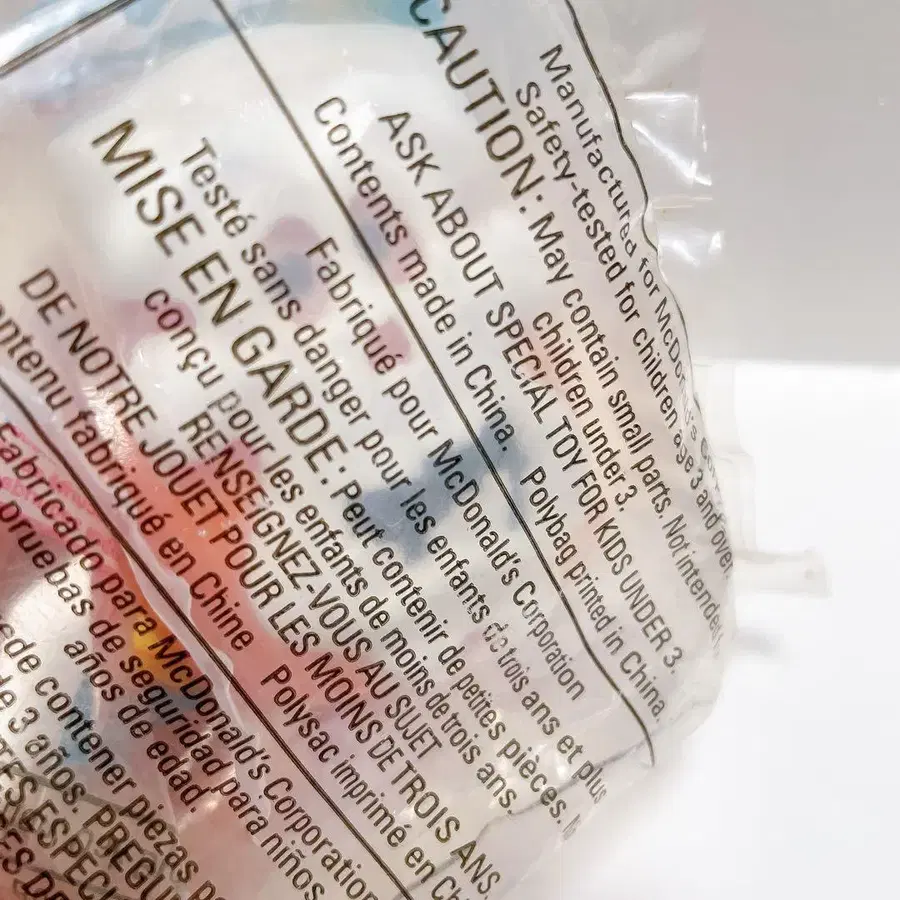 Manufactured for McDonald's
Safety-tested for children age 3 and over.
CAUTION: May contain small parts. Not intended
children under 3.
ASK ABOUT SPECIAL TOY FOR KIDS UNDER 3.
Contents made in China. Polybag printed in China.
Fabriqué pour McDonald's Corporation
Testé sans danger pour les enfants de trois ans et plus
MISE EN GARDE: Peut contenir de petites pièces.
conçu pour les enfants de moins de trois ans.
RENSEIGNEZ-VOUS AU SUJET
DE NOTRE JOUET POUR LES MOINS DE TROIS ANS.
ntenu fabriqué en Chine Polysac imprimé en Ch
Fabricado para McDonald's Corporation
pruebas de seguridad para niños
años de edad.
de contener piezas
de 3 años. PREGU
ESPECI